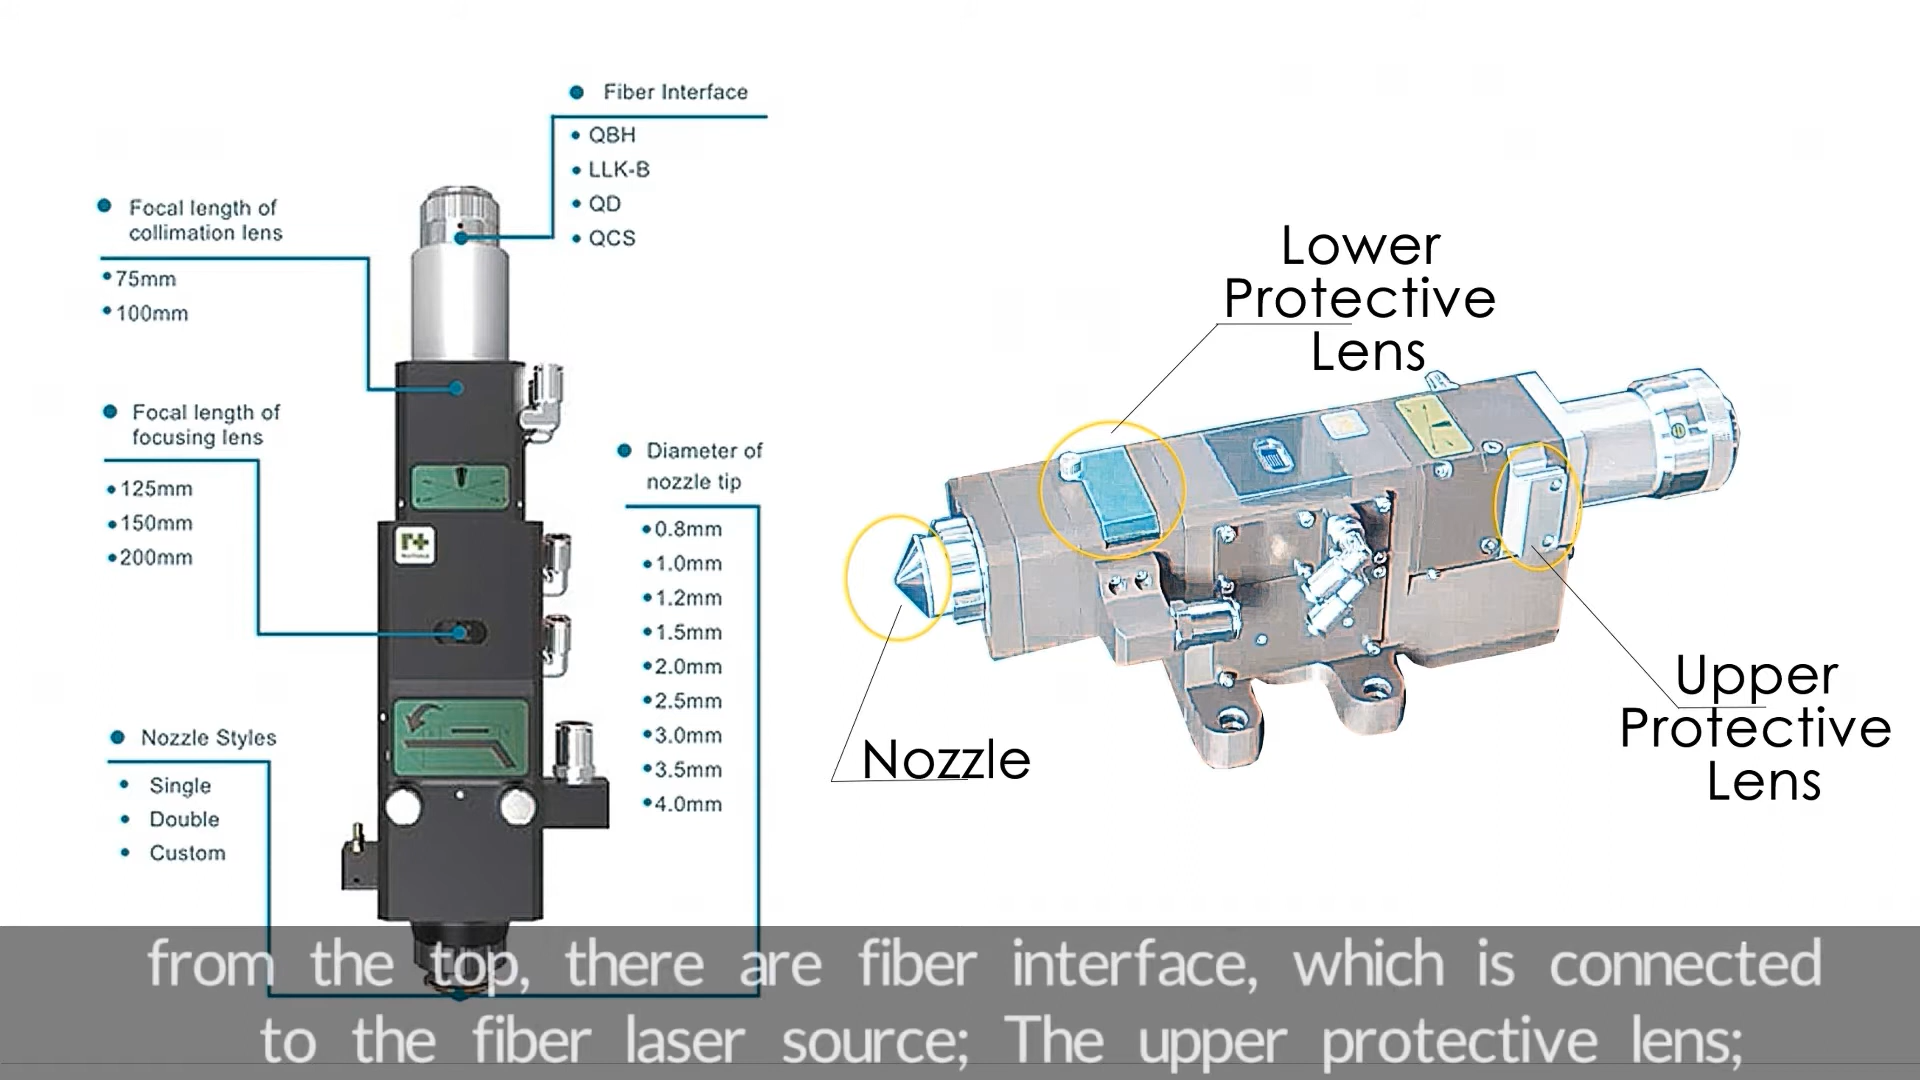 Fiber Interface
QBH
LLK-B
QD
QCS
Focal length of
collimation lens
75mm
100mm
Focal length of
focusing lens
125mm
150mm
200mm
Nozzle Styles
Single
Double
Custom
Diameter of
nozzle tip
0.8mm
1.0mm
1.2mm
1.5mm
2.0mm
2.5mm
3.0mm
3.5mm
4.0mm
r+
Lower
Protective
Lens
Nozzle
Upper
Protective
Lens
from the top, there are fiber interface, which is connected
to the fiber laser source; The upper protective lens;